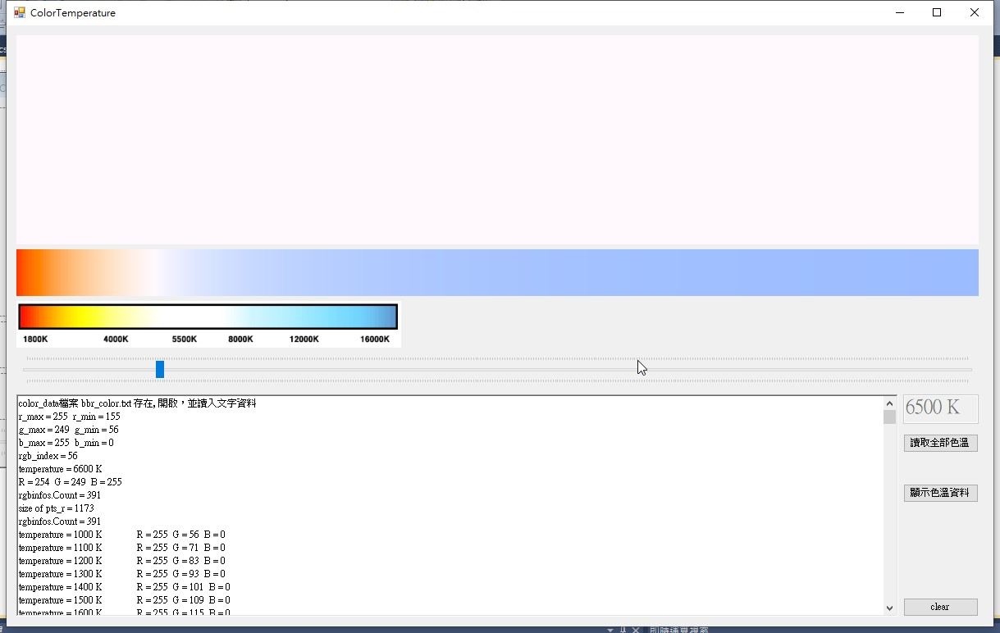 ColorTemperature
1800K 4000K 5500K 8000K 12000K 16000K
color_data檔案 bbr_color.txt 存在, 開啟，並讀入文字資料
r_max = 255 r_min = 155
g_max = 249 g_min = 56
b_max = 255 b_min = 0
rgb_index = 56
temperature = 6600 K
R = 254 G = 249 B = 255
rgbinfos.Count = 391
size of pts_r = 1173
rgbinfos.Count = 391
temperature = 1000 K R = 255 G = 56 B = 0
temperature = 1100 K R = 255 G = 71 B = 0
temperature = 1200 K R = 255 G = 83 B = 0
temperature = 1300 K R = 255 G = 93 B = 0
temperature = 1400 K R = 255 G = 101 B = 0
temperature = 1500 K R = 255 G = 109 B = 0
temperature = 1600 K R = 255 G = 115 B = 0
6500 K
讀取全部色溫
顯示色溫資料
clear